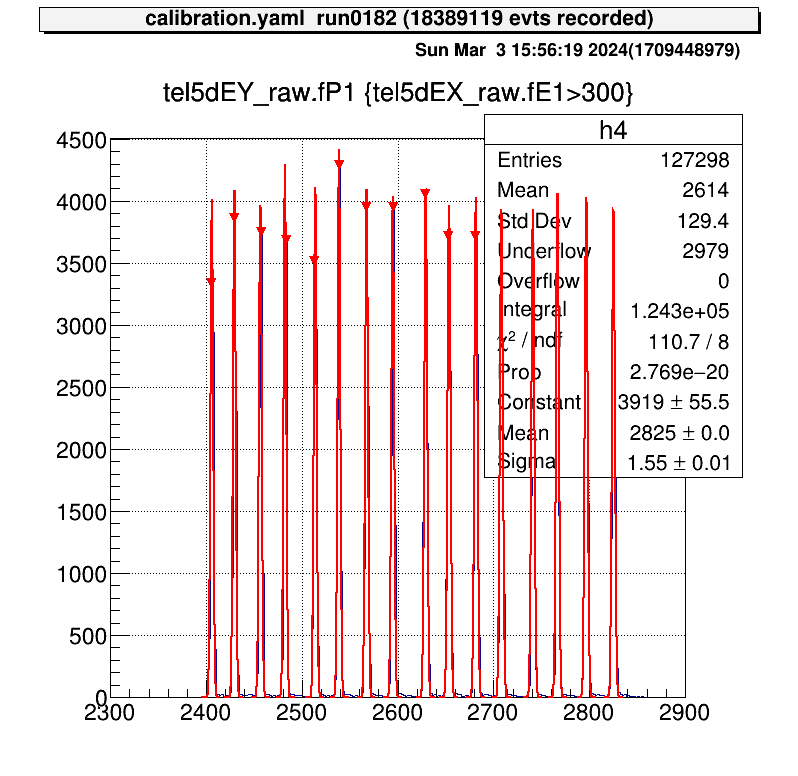 calibration.yaml run0182 (18389119 evts recorded)
Sun Mar 3 15:56:19 2024(1709448979)
tel5dEY_raw.fP1 {tel5dEX_raw.fE1>300}
h4
Entries 127298
Mean 2614
Std Dev 129.4
Underflow 2979
Overflow 0
Integral 1.243e+05
χ² / ndf 110.7 / 8
Prob 2.769e−20
Constant 3919 ± 55.5
Mean 2825 ± 0.0
Sigma 1.55 ± 0.01
4500
4000
3500
3000
2500
2000
1500
1000
500
0
2300 2400 2500 2600 2700 2800 2900